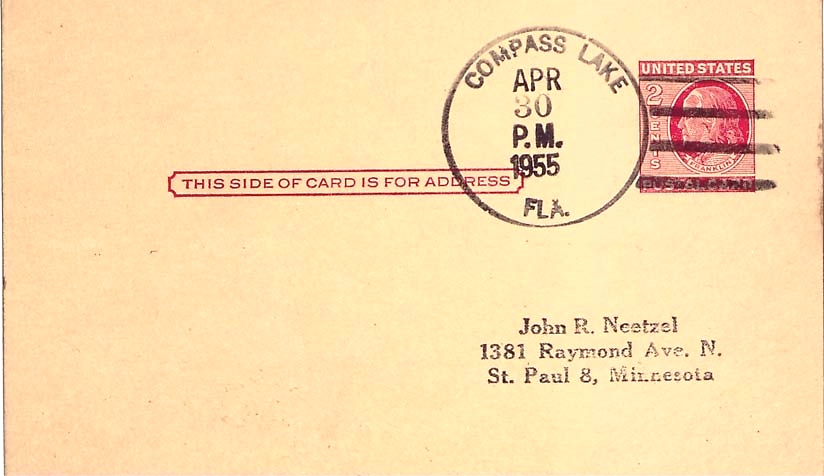 COMPASS LAKE
APR
30
P.M.
1955
FLA.
UNITED STATES
2 CENTS
FRANKLIN
POSTAL CARD
THIS SIDE OF CARD IS FOR ADDRESS
John R. Neetzel
1381 Raymond Ave. N.
St. Paul 8, Minnesota